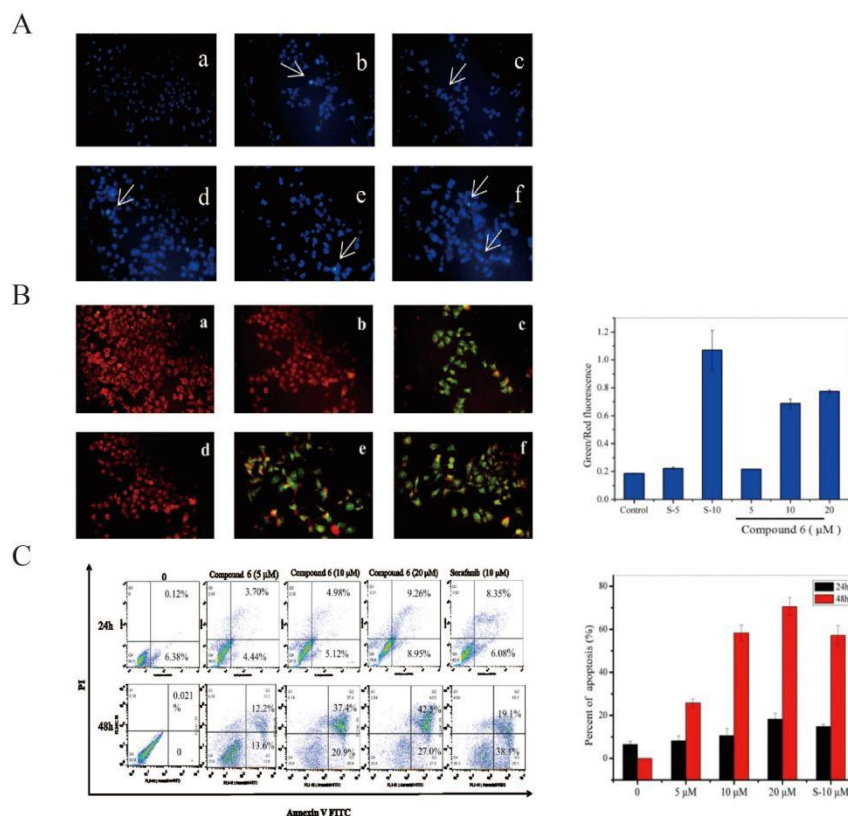 A
a
b
c
d
e
f
B
a
b
c
d
e
f
Green/Red fluorescence
1.2
1.0
0.8
0.6
0.4
0.2
0.0
Control
S-5
S-10
5
10
20
Compound 6 ( μM )
C
0
Compound 6 (5 μM)
Compound 6 (10 μM)
Compound 6 (20 μM)
Sorafinib (10 μM)
24h
0.12%
3.70%
4.98%
9.26%
8.35%
6.38%
4.44%
5.12%
8.95%
6.08%
PI
48h
0.021
%
12.2%
37.4%
42.5%
19.1%
0
13.6%
20.9%
27.0%
38.1%
Annexin V FITC
Percent of apoptosis (%)
80
60
40
20
0
24h
48h
0
5 μM
10 μM
20 μM
S-10 μM